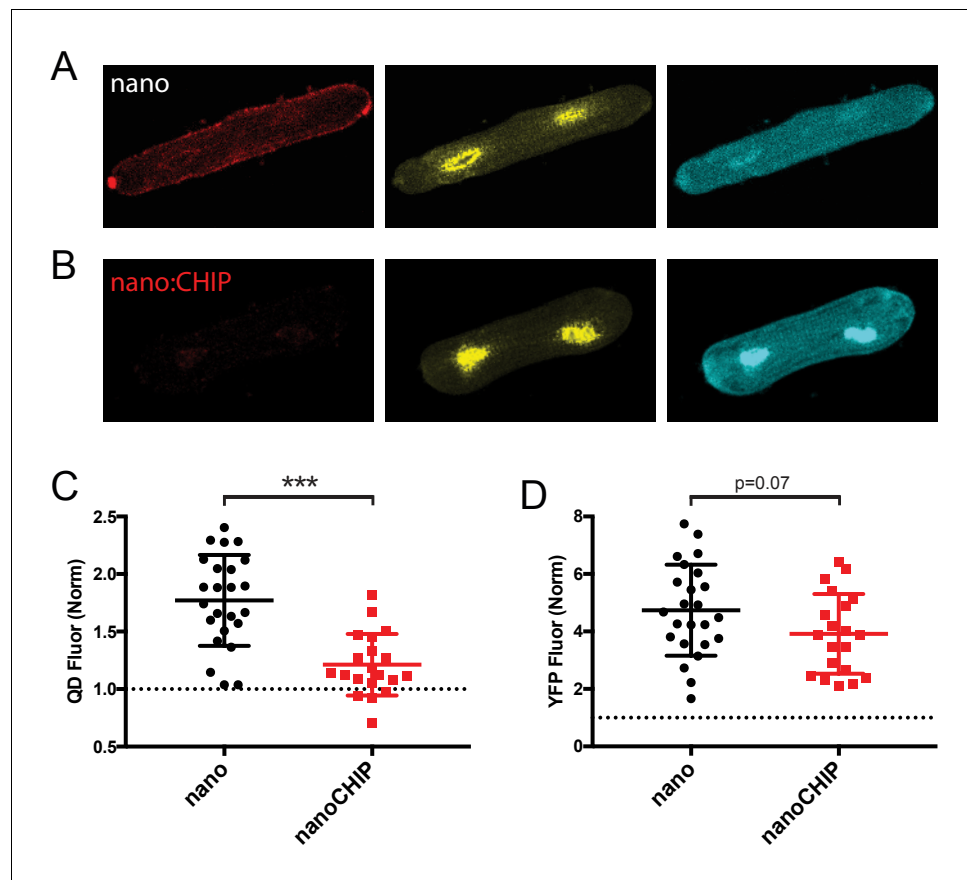 A
nano
B
nano:CHIP
C
***
QD Fluor (Norm)
2.5
2.0
1.5
1.0
0.5
nano
nanoCHIP
D
p=0.07
YFP Fluor (Norm)
8
6
4
2
0
nano
nanoCHIP